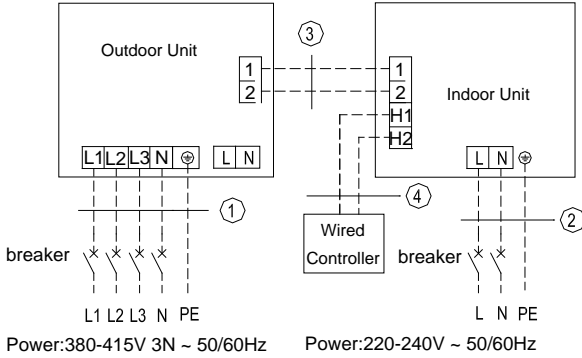 Outdoor Unit
1
2
L1 L2 L3 N
L N
3
Indoor Unit
1
2
H1
H2
L N
Wired
Controller
4
1
breaker
L1 L2 L3 N PE
Power:380-415V 3N ~ 50/60Hz
2
breaker
L N PE
Power:220-240V ~ 50/60Hz